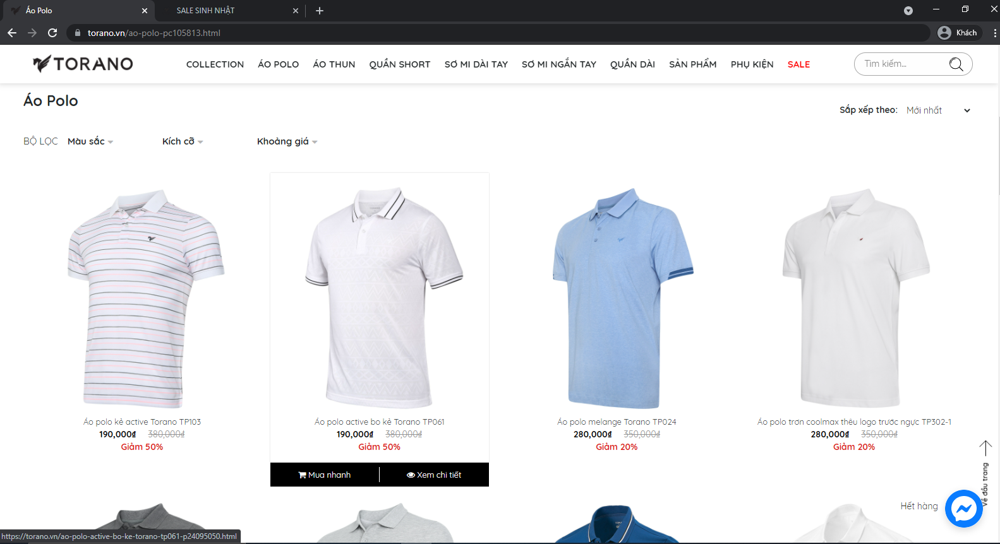 Áo Polo
SALE SINH NHẬT
torano.vn/ao-polo-pc105813.html
Khách
TORANO
COLLECTION ÁO POLO ÁO THUN QUẦN SHORT SƠ MI DÀI TAY SƠ MI NGẮN TAY QUẦN DÀI SẢN PHẨM PHỤ KIỆN SALE
Tìm kiếm...
Áo Polo
Sắp xếp theo: Mới nhất
BỘ LỌC Màu sắc Kích cỡ Khoảng giá
Áo polo kẻ active Torano TP103
190,000₫ 380,000₫
Giảm 50%
Áo polo active bo kẻ Torano TP061
190,000₫ 380,000₫
Giảm 50%
Mua nhanh
Xem chi tiết
Áo polo melange Torano TP024
280,000₫ 350,000₫
Giảm 20%
Áo polo trơn coolmax thêu logo trước ngực TP302-1
280,000₫ 350,000₫
Giảm 20%
Về đầu trang
Hết hàng
https://torano.vn/ao-polo-active-bo-ke-torano-tp061-p24095050.html